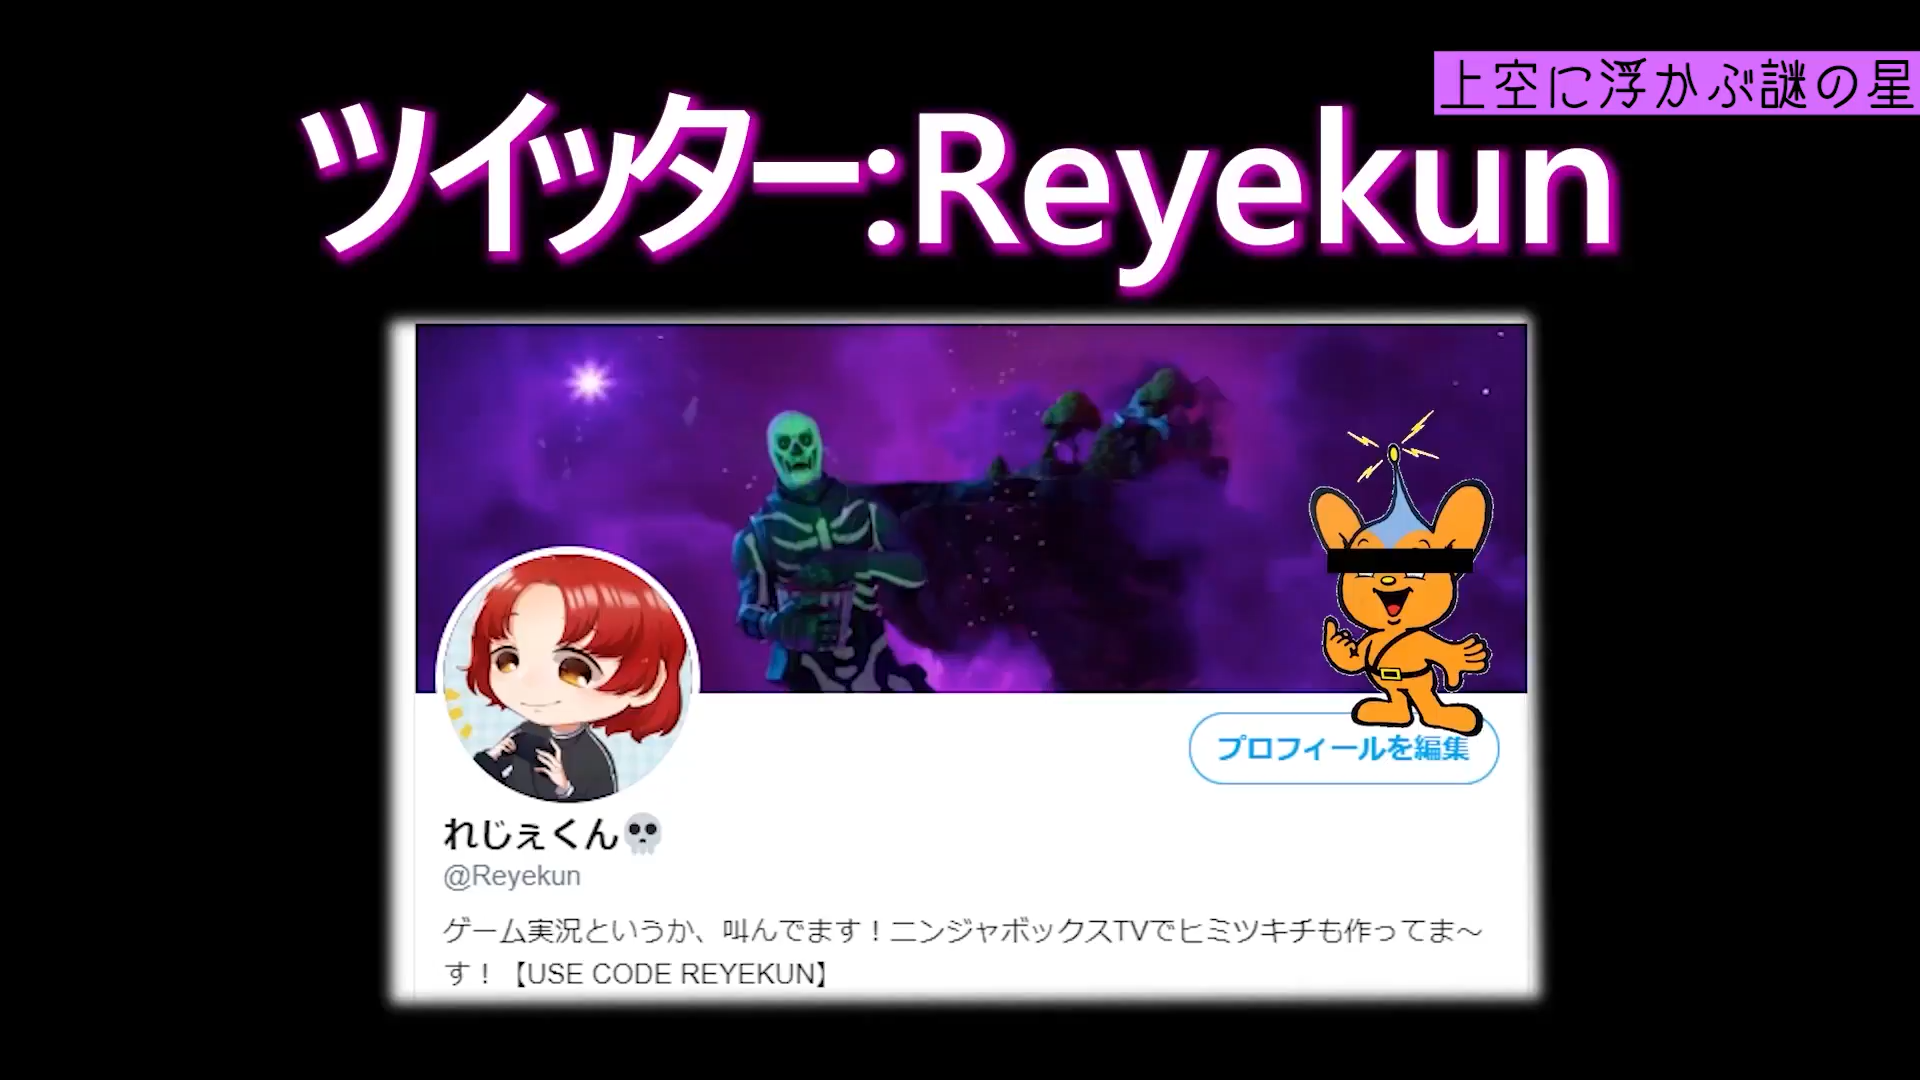 上空に浮かぶ謎の星
ツイッター:Reyekun
プロフィールを編集
れじぇくん💀
@Reyekun
ゲーム実況というか、叫んでます！ニンジャボックスTVでヒミツキチも作ってま〜
す！【USE CODE REYEKUN】